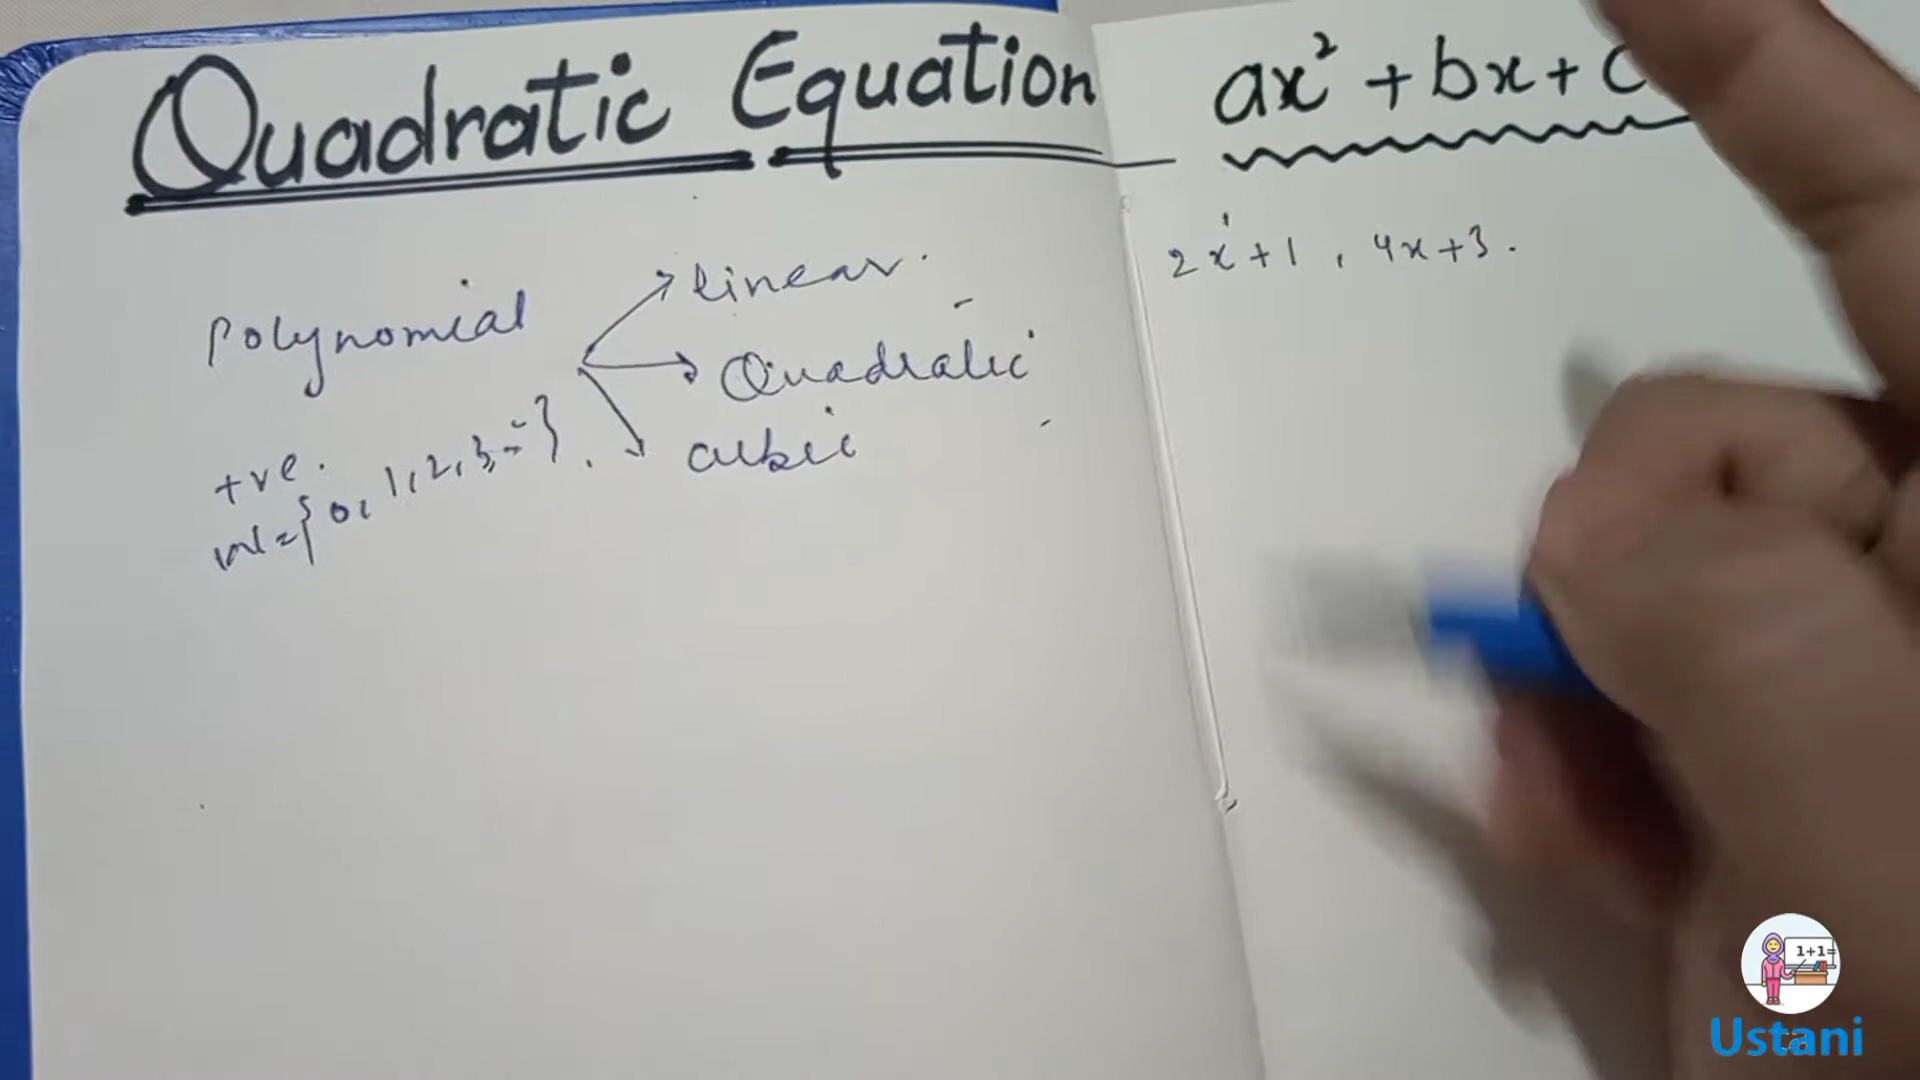 Quadratic Equation
ax² + bx + c
Polynomial
linear.
Quadratic
cubic
+ve.
= {0, 1, 2, 3, - }.
2x¹ + 1, 4x + 3.
1+1=
Ustani